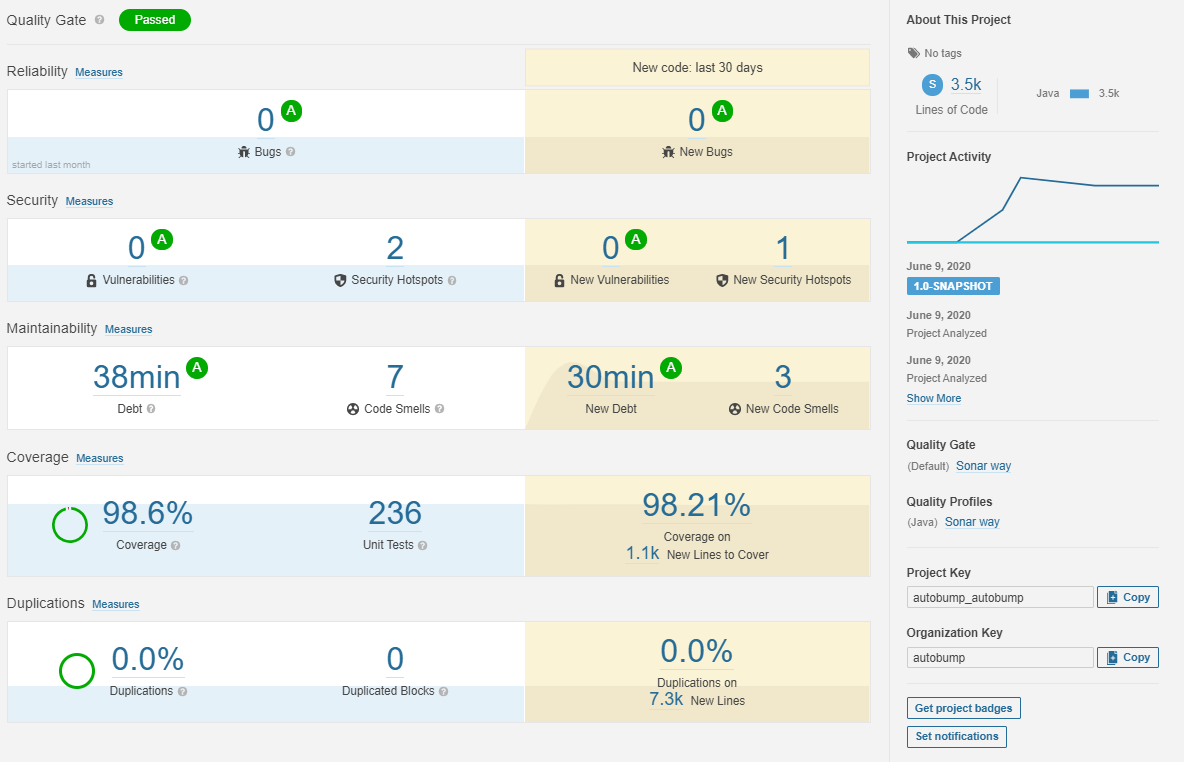 Quality Gate ? Passed
New code: last 30 days
Reliability Measures
0 A
Bugs ?
started last month
0 A
New Bugs
Security Measures
0 A
Vulnerabilities ?
2
Security Hotspots ?
0 A
New Vulnerabilities
1
New Security Hotspots
Maintainability Measures
38min A
Debt ?
7
Code Smells ?
30min A
New Debt
3
New Code Smells
Coverage Measures
98.6%
Coverage ?
236
Unit Tests ?
98.21%
Coverage on
1.1k New Lines to Cover
Duplications Measures
0.0%
Duplications ?
0
Duplicated Blocks ?
0.0%
Duplications on
7.3k New Lines
About This Project
No tags
S 3.5k
Lines of Code
Java 3.5k
Project Activity
June 9, 2020
1.0-SNAPSHOT
June 9, 2020
Project Analyzed
June 9, 2020
Project Analyzed
Show More
Quality Gate
(Default) Sonar way
Quality Profiles
(Java) Sonar way
Project Key
autobump_autobump Copy
Organization Key
autobump Copy
Get project badges
Set notifications